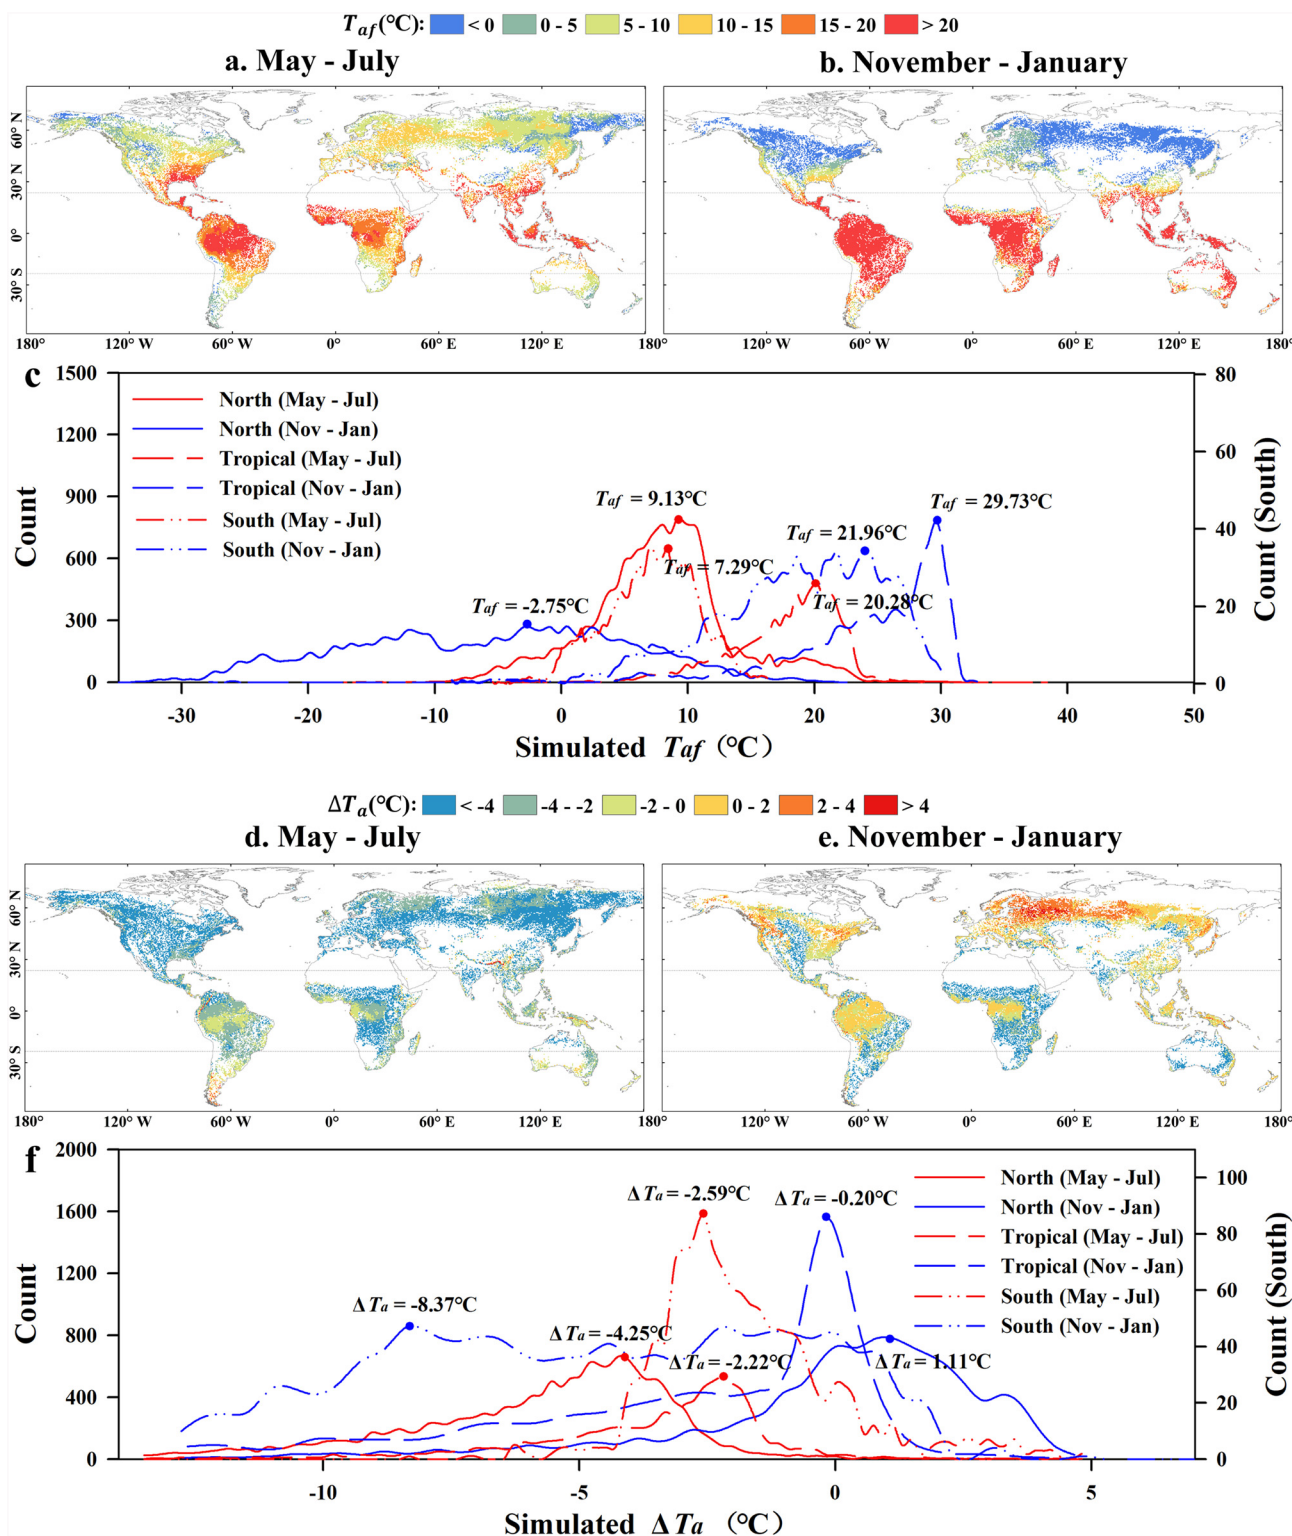 Taf(°C): < 0 0 - 5 5 - 10 10 - 15 15 - 20 > 20
a. May - July
b. November - January
60° N
30° N
0°
30° S
180° 120° W 60° W 0° 60° E 120° E 180° 120° W 60° W 0° 60° E 120° E 180°
c
1500
1200
900
600
300
0
Count
80
60
40
20
0
Count (South)
North (May - Jul)
North (Nov - Jan)
Tropical (May - Jul)
Tropical (Nov - Jan)
South (May - Jul)
South (Nov - Jan)
Taf = 9.13°C
Taf = 29.73°C
Taf = 21.96°C
Taf = 7.29°C
Taf = -2.75°C
Taf = 20.28°C
-30 -20 -10 0 10 20 30 40 50
Simulated Taf (°C)
ΔTa(°C): < -4 -4 - -2 -2 - 0 0 - 2 2 - 4 > 4
d. May - July
e. November - January
60° N
30° N
0°
30° S
180° 120° W 60° W 0° 60° E 120° E 180° 120° W 60° W 0° 60° E 120° E 180°
f
2000
1600
1200
800
400
0
Count
100
80
60
40
20
0
Count (South)
North (May - Jul)
North (Nov - Jan)
Tropical (May - Jul)
Tropical (Nov - Jan)
South (May - Jul)
South (Nov - Jan)
ΔTa = -2.59°C
ΔTa = -0.20°C
ΔTa = -8.37°C
ΔTa = -4.25°C
ΔTa = -2.22°C
ΔTa = 1.11°C
-10 -5 0 5
Simulated ΔTa (°C)